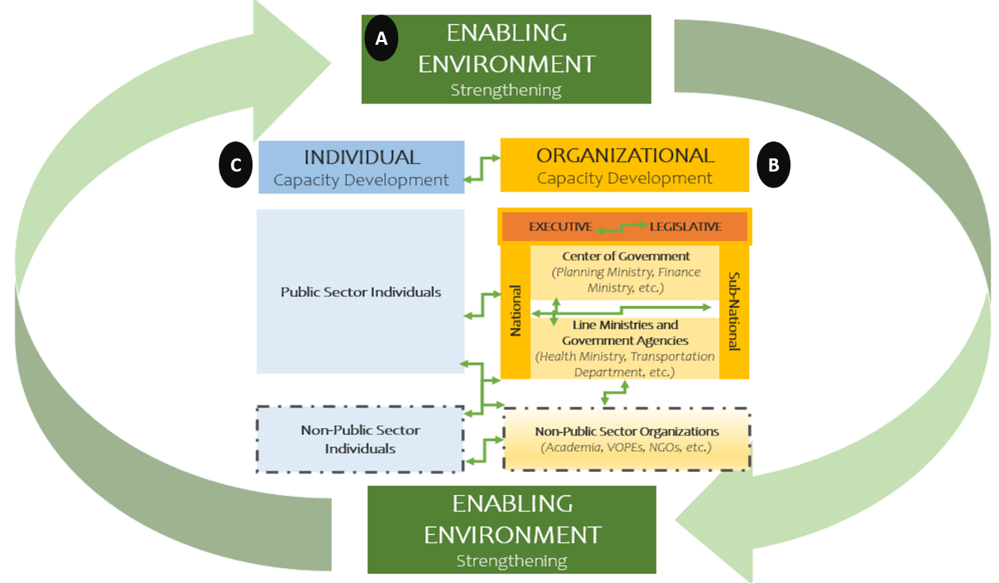 A
ENABLING
ENVIRONMENT
Strengthening
C
INDIVIDUAL
Capacity Development
ORGANIZATIONAL
Capacity Development
B
EXECUTIVE
LEGISLATIVE
Public Sector Individuals
National
Center of Government
(Planning Ministry, Finance
Ministry, etc.)
Line Ministries and
Government Agencies
(Health Ministry, Transportation
Department, etc.)
Sub-National
Non-Public Sector
Individuals
Non-Public Sector Organizations
(Academia, VOPEs, NGOs, etc.)
ENABLING
ENVIRONMENT
Strengthening